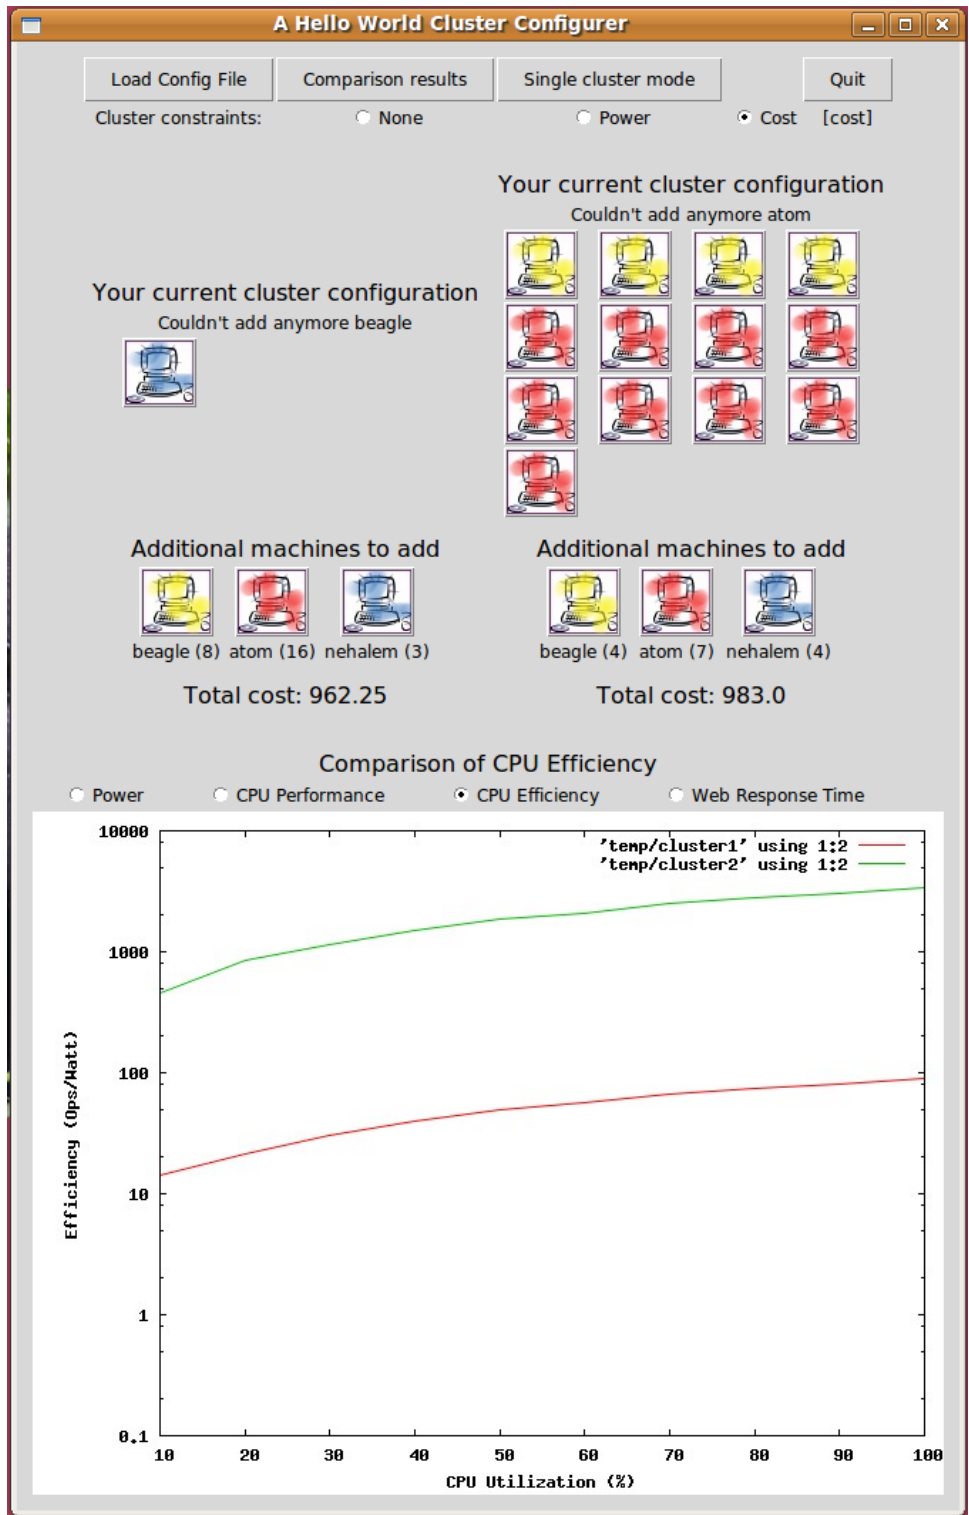 A Hello World Cluster Configurer
Load Config File Comparison results Single cluster mode Quit
Cluster constraints: None Power Cost [cost]
Your current cluster configuration
Couldn't add anymore beagle
Your current cluster configuration
Couldn't add anymore atom
Additional machines to add
beagle (8) atom (16) nehalem (3)
Total cost: 962.25
Additional machines to add
beagle (4) atom (7) nehalem (4)
Total cost: 983.0
Comparison of CPU Efficiency
Power CPU Performance CPU Efficiency Web Response Time
'temp/cluster1' using 1:2
'temp/cluster2' using 1:2
Efficiency (Ops/Watt)
10000
1000
100
10
1
0.1
10 20 30 40 50 60 70 80 90 100
CPU Utilization (%)